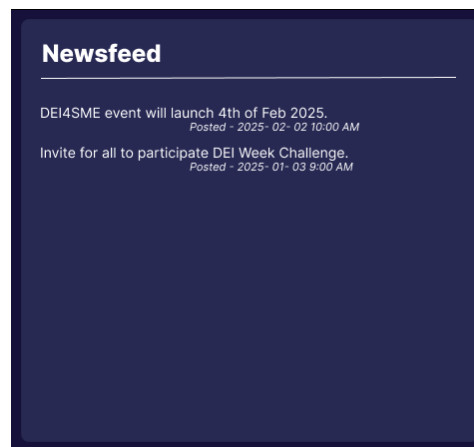 Newsfeed
DEI4SME event will launch 4th of Feb 2025.
Posted - 2025- 02- 02 10:00 AM
Invite for all to participate DEI Week Challenge.
Posted - 2025- 01- 03 9:00 AM